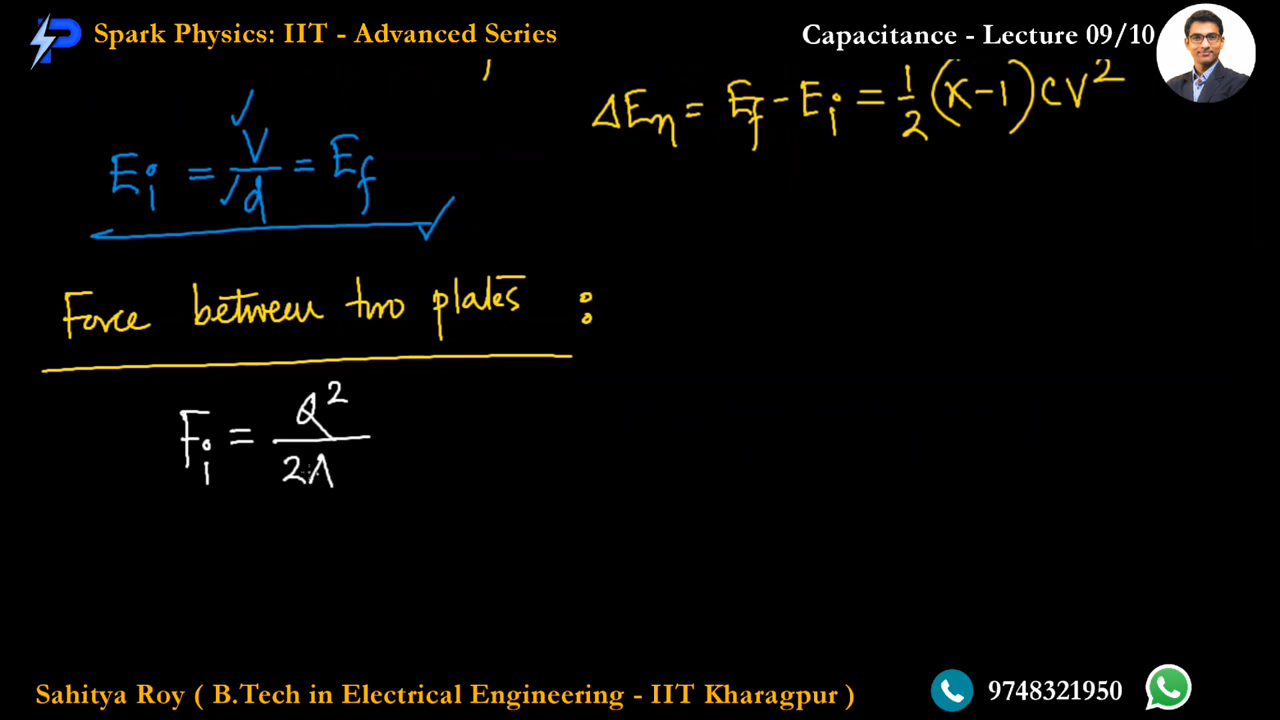 Spark Physics: IIT - Advanced Series
Capacitance - Lecture 09/10
ΔEn = Ef - Ei = 1/2 (K-1) CV²
Ei = V/d = Ef
Force between two plates :
Fi = Q²/2A
Sahitya Roy ( B.Tech in Electrical Engineering - IIT Kharagpur )
9748321950